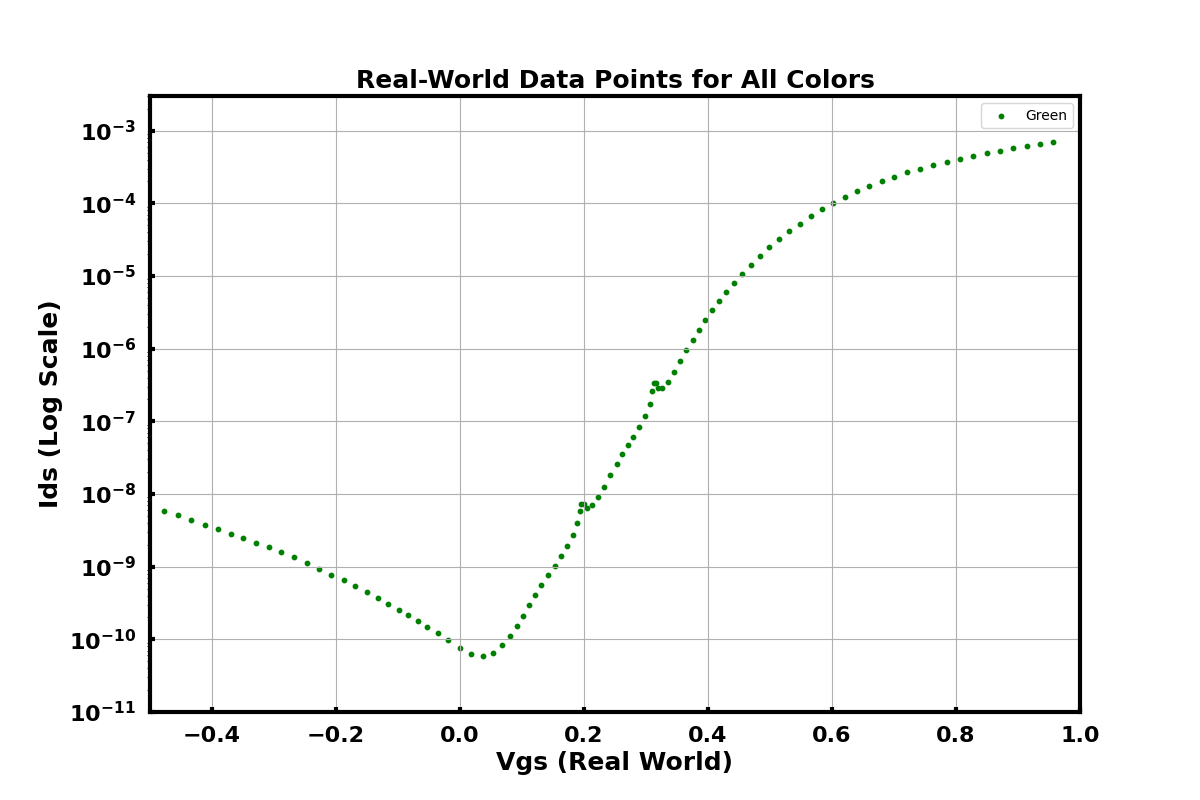 Real-World Data Points for All Colors
Green
Ids (Log Scale)
10⁻³
10⁻⁴
10⁻⁵
10⁻⁶
10⁻⁷
10⁻⁸
10⁻⁹
10⁻¹⁰
10⁻¹¹
−0.4 −0.2 0.0 0.2 0.4 0.6 0.8 1.0
Vgs (Real World)